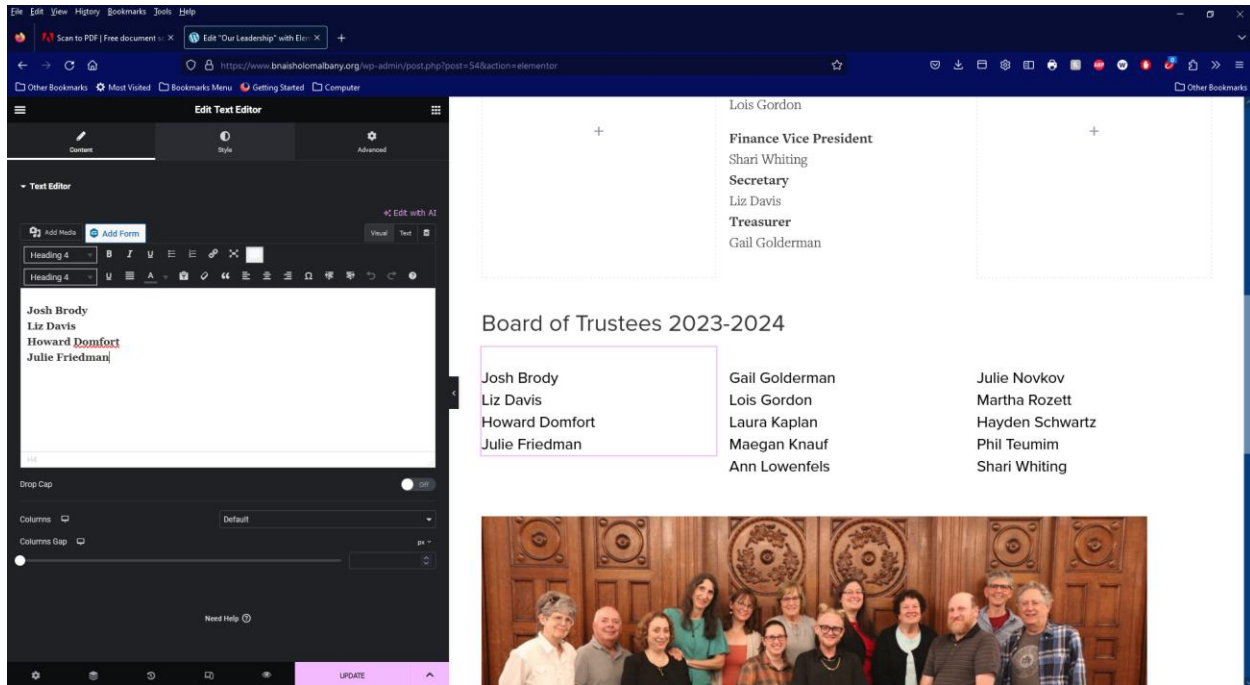 File Edit View History Bookmarks Tools Help
Scan to PDF | Free document sc
Edit "Our Leadership" with Elem
https://www.bnaisholomalbany.org/wp-admin/post.php?post=54&action=elementor
Other Bookmarks Most Visited Bookmarks Menu Getting Started Computer
Other Bookmarks
Edit Text Editor
Content Style Advanced
Text Editor
Edit with AI
Add Media Add Form Visual Text
Heading 4 B I U
Heading 4 U A
Josh Brody
Liz Davis
Howard Domfort
Julie Friedman
H4
Drop Cap Off
Columns Default
Columns Gap px
Need Help
UPDATE
Lois Gordon
Finance Vice President
Shari Whiting
Secretary
Liz Davis
Treasurer
Gail Golderman
Board of Trustees 2023-2024
Josh Brody
Liz Davis
Howard Domfort
Julie Friedman
Gail Golderman
Lois Gordon
Laura Kaplan
Maegan Knauf
Ann Lowenfels
Julie Novkov
Martha Rozett
Hayden Schwartz
Phil Teumim
Shari Whiting